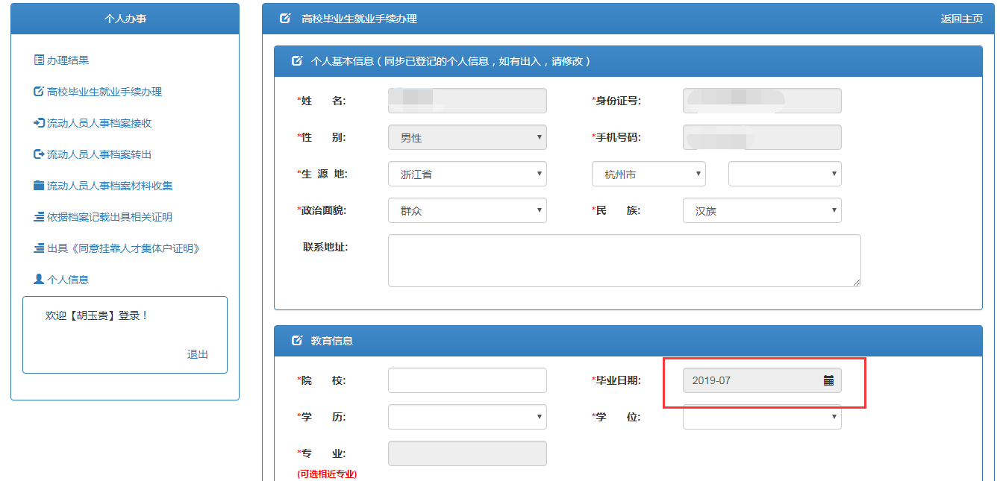 个人办事
办理结果
高校毕业生就业手续办理
流动人员人事档案接收
流动人员人事档案转出
流动人员人事档案材料收集
依据档案记载出具相关证明
出具《同意挂靠人才集体户证明》
个人信息
欢迎【胡玉贵】登录！
退出
高校毕业生就业手续办理 返回主页
个人基本信息（同步已登记的个人信息，如有出入，请修改）
*姓 名: *身份证号:
*性 别: 男性 *手机号码:
*生 源 地: 浙江省 杭州市
*政治面貌: 群众 *民 族: 汉族
联系地址:
教育信息
*院 校: *毕业日期: 2019-07
*学 历: *学 位:
*专 业:
(可选相近专业)